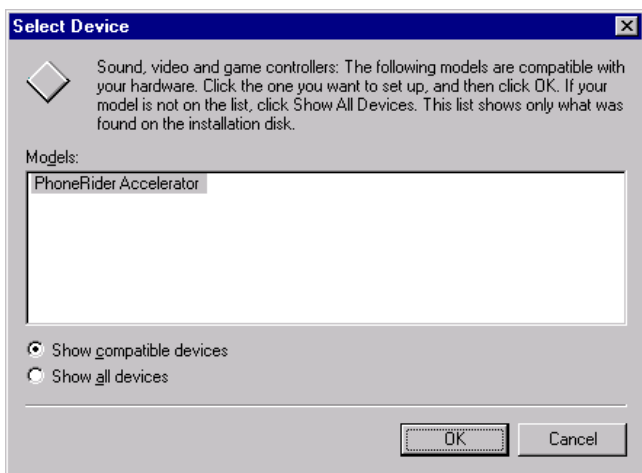 Select Device
Sound, video and game controllers: The following models are compatible with
your hardware. Click the one you want to set up, and then click OK. If your
model is not on the list, click Show All Devices. This list shows only what was
found on the installation disk.
Models:
PhoneRider Accelerator
Show compatible devices
Show all devices
OK
Cancel